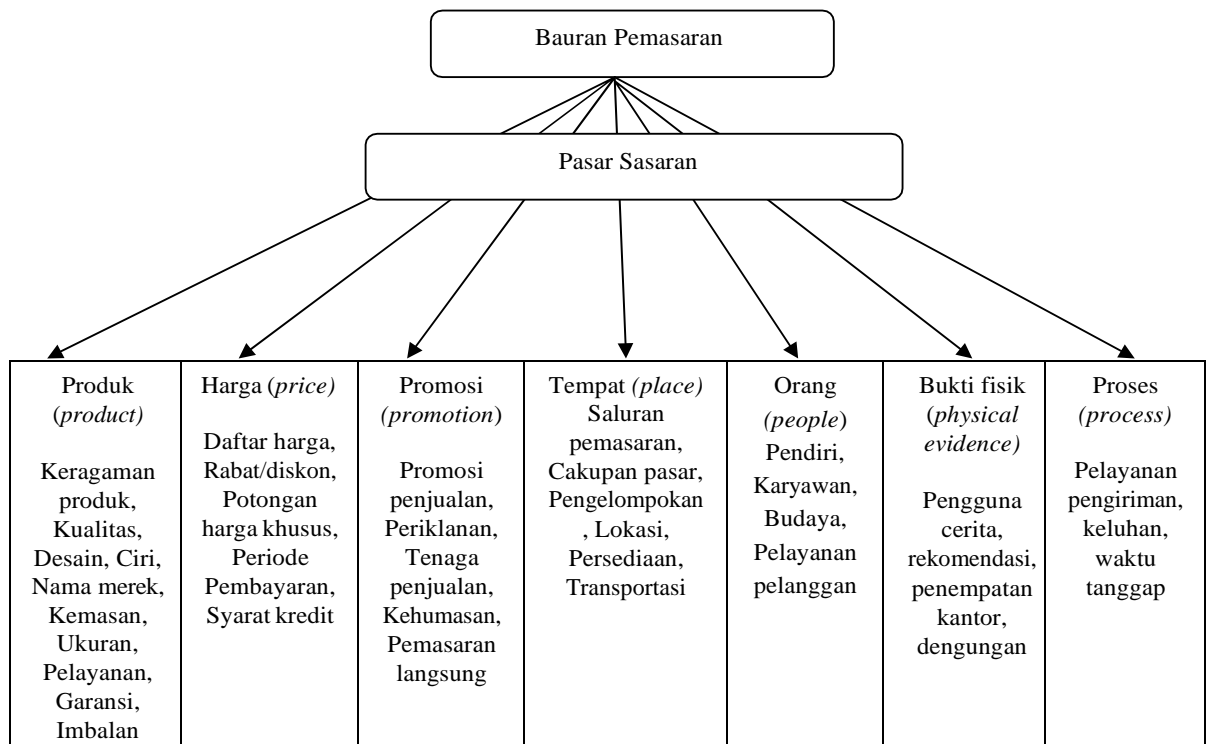 Bauran Pemasaran
Pasar Sasaran
Produk
(product)
Keragaman
produk,
Kualitas,
Desain, Ciri,
Nama merek,
Kemasan,
Ukuran,
Pelayanan,
Garansi,
Imbalan
Harga (price)
Daftar harga,
Rabat/diskon,
Potongan
harga khusus,
Periode
Pembayaran,
Syarat kredit
Promosi
(promotion)
Promosi
penjualan,
Periklanan,
Tenaga
penjualan,
Kehumasan,
Pemasaran
langsung
Tempat (place)
Saluran
pemasaran,
Cakupan pasar,
Pengelompokan
, Lokasi,
Persediaan,
Transportasi
Orang
(people)
Pendiri,
Karyawan,
Budaya,
Pelayanan
pelanggan
Bukti fisik
(physical
evidence)
Pengguna
cerita,
rekomendasi,
penempatan
kantor,
dengungan
Proses
(process)
Pelayanan
pengiriman,
keluhan,
waktu
tanggap